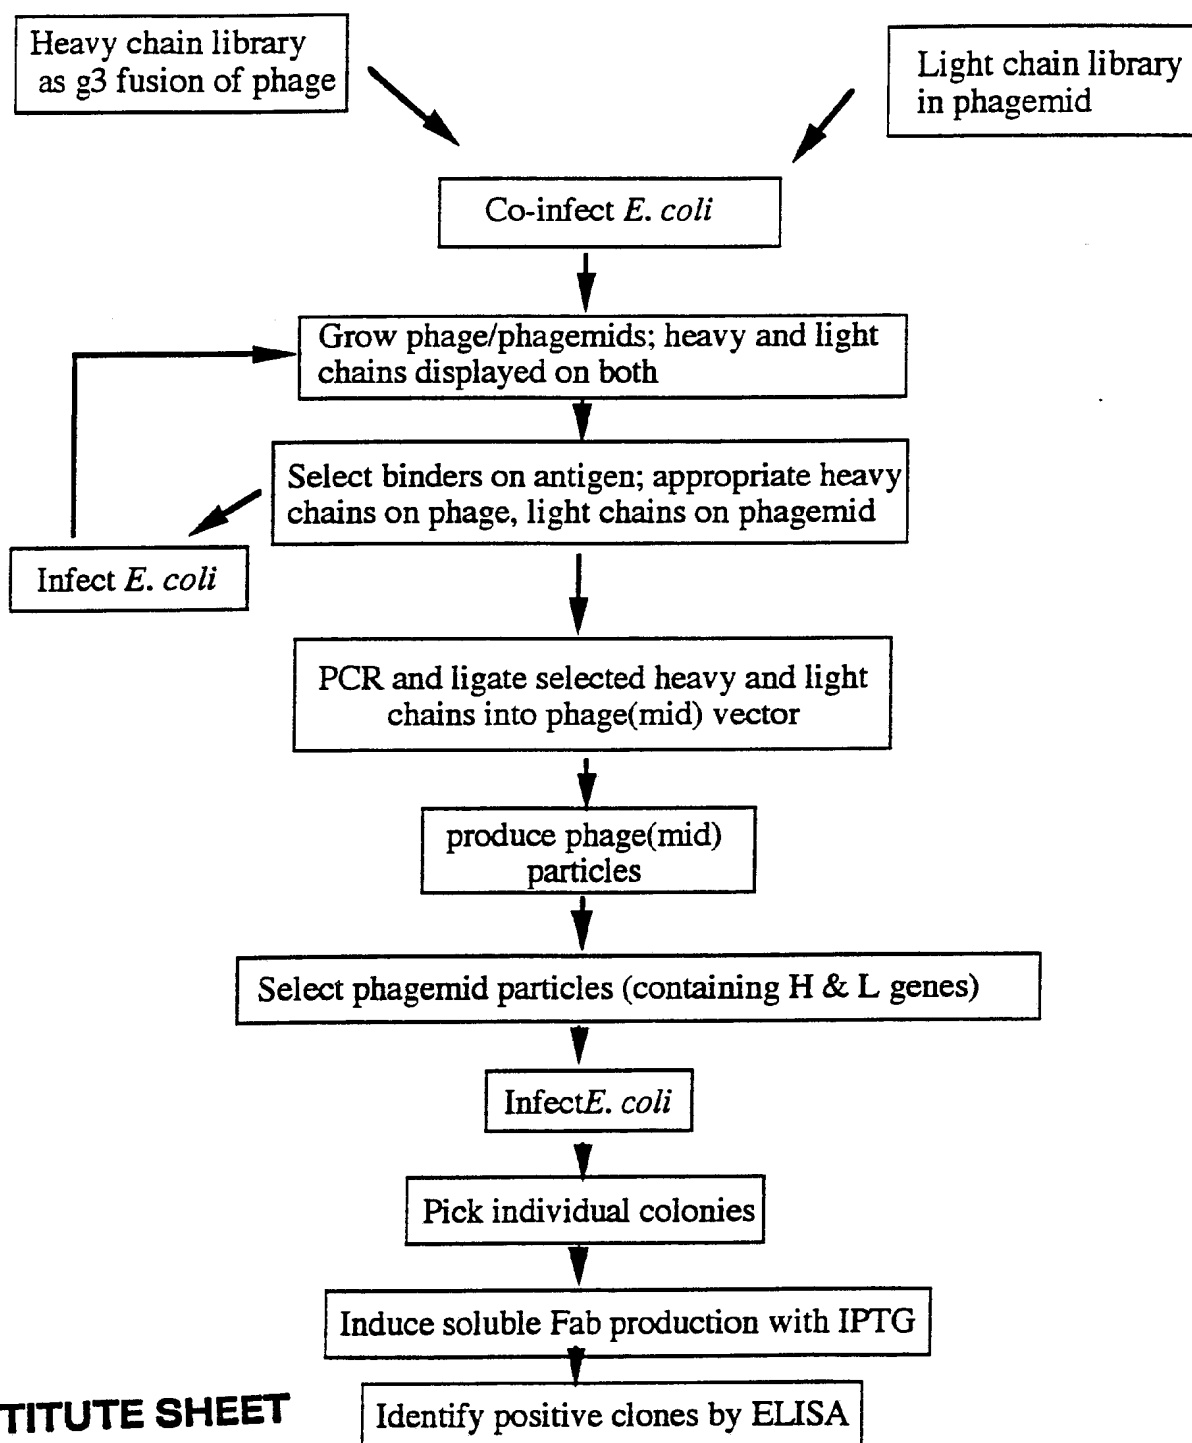 Heavy chain library
as g3 fusion of phage
Light chain library
in phagemid
Co-infect E. coli
Grow phage/phagemids; heavy and light
chains displayed on both
Select binders on antigen; appropriate heavy
chains on phage, light chains on phagemid
Infect E. coli
PCR and ligate selected heavy and light
chains into phage(mid) vector
produce phage(mid)
particles
Select phagemid particles (containing H & L genes)
InfectE. coli
Pick individual colonies
Induce soluble Fab production with IPTG
Identify positive clones by ELISA
TITUTE SHEET